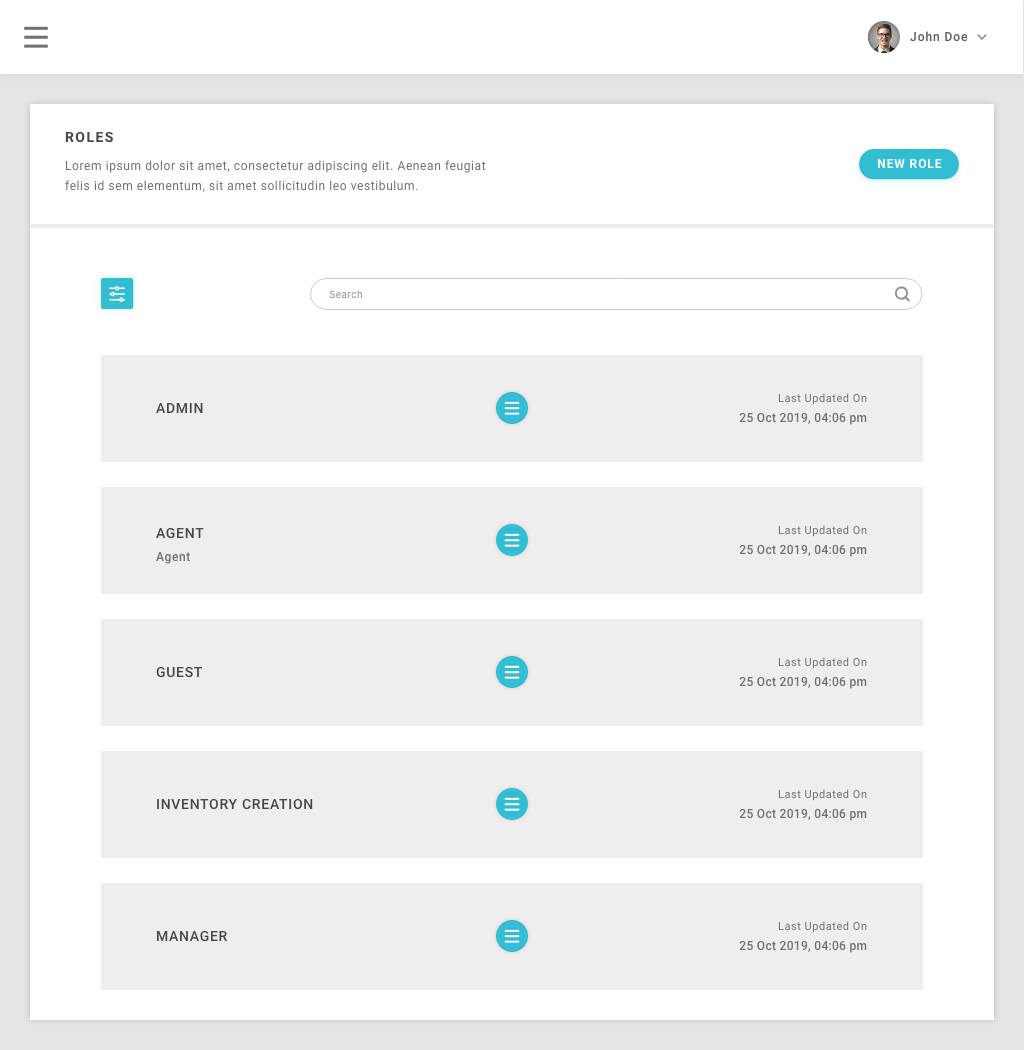 John Doe
ROLES
Lorem ipsum dolor sit amet, consectetur adipiscing elit. Aenean feugiat
felis id sem elementum, sit amet sollicitudin leo vestibulum.
NEW ROLE
Search
ADMIN
Last Updated On
25 Oct 2019, 04:06 pm
AGENT
Agent
Last Updated On
25 Oct 2019, 04:06 pm
GUEST
Last Updated On
25 Oct 2019, 04:06 pm
INVENTORY CREATION
Last Updated On
25 Oct 2019, 04:06 pm
MANAGER
Last Updated On
25 Oct 2019, 04:06 pm